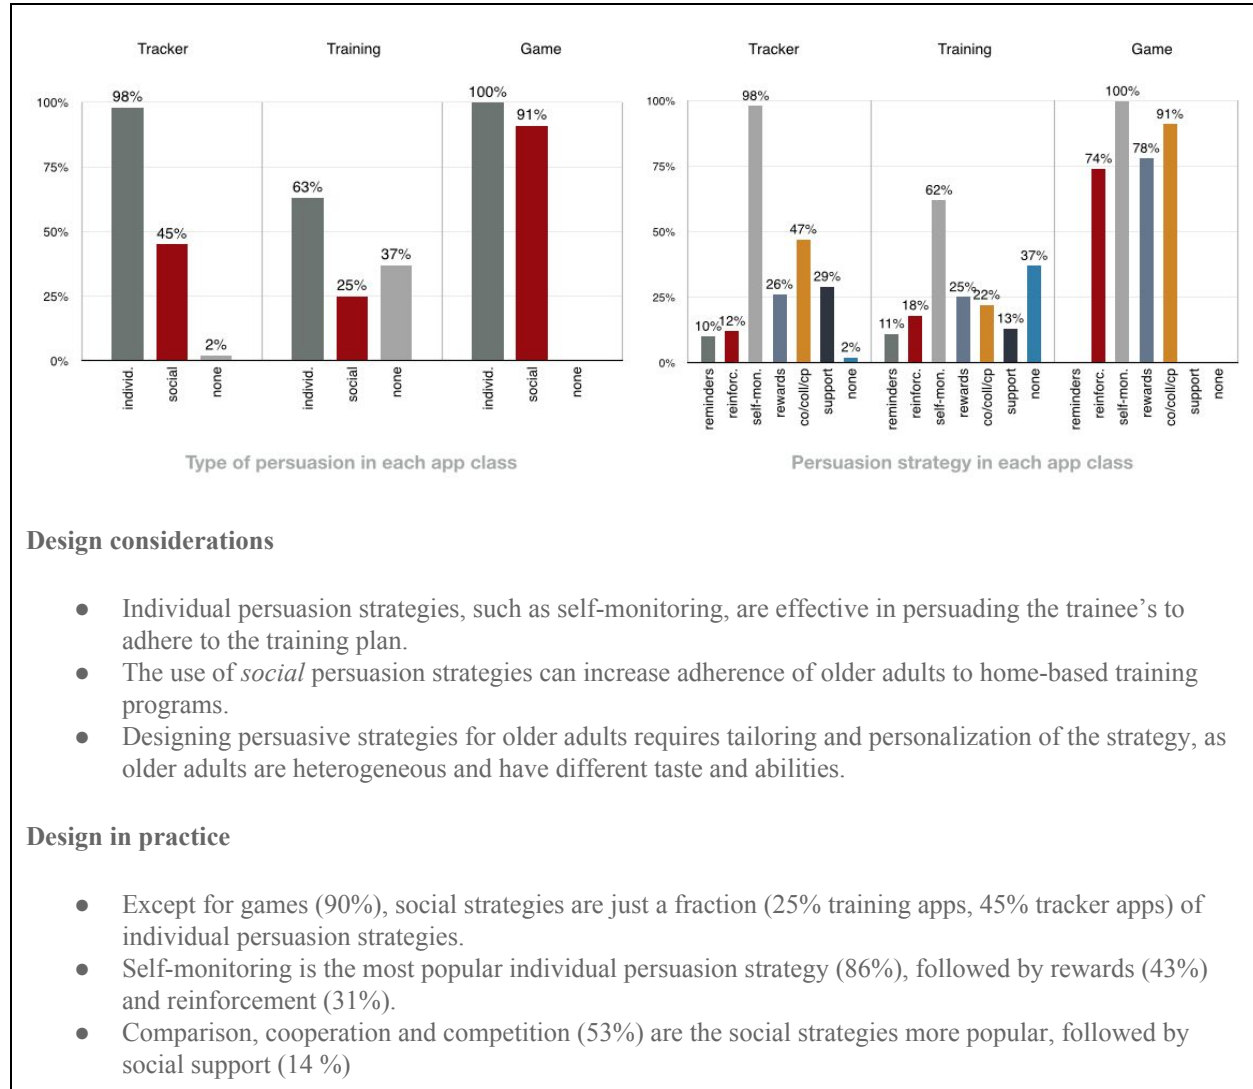 Tracker Training Game
100%
75%
50%
25%
0%
98%
45%
2%
63%
25%
37%
100%
91%
individ.
social
none
individ.
social
none
individ.
social
none
Type of persuasion in each app class
Tracker Training Game
100%
75%
50%
25%
0%
10%
12%
98%
26%
47%
29%
2%
11%
18%
62%
25%
22%
13%
37%
74%
100%
78%
91%
reminders
reinforc.
self-mon.
rewards
co/coll/cp
support
none
reminders
reinforc.
self-mon.
rewards
co/coll/cp
support
none
reminders
reinforc.
self-mon.
rewards
co/coll/cp
support
none
Persuasion strategy in each app class
Design considerations
● Individual persuasion strategies, such as self-monitoring, are effective in persuading the trainee’s to
adhere to the training plan.
● The use of social persuasion strategies can increase adherence of older adults to home-based training
programs.
● Designing persuasive strategies for older adults requires tailoring and personalization of the strategy, as
older adults are heterogeneous and have different taste and abilities.
Design in practice
● Except for games (90%), social strategies are just a fraction (25% training apps, 45% tracker apps) of
individual persuasion strategies.
● Self-monitoring is the most popular individual persuasion strategy (86%), followed by rewards (43%)
and reinforcement (31%).
● Comparison, cooperation and competition (53%) are the social strategies more popular, followed by
social support (14 %)